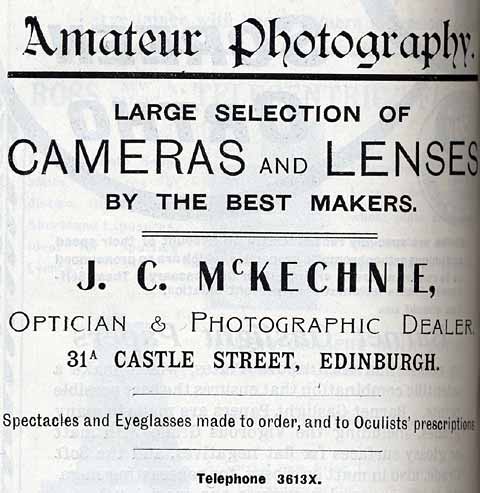 Amateur Photography.
LARGE SELECTION OF
CAMERAS AND LENSES
BY THE BEST MAKERS.
J. C. McKECHNIE,
OPTICIAN & PHOTOGRAPHIC DEALER.
31A CASTLE STREET, EDINBURGH.
Spectacles and Eyeglasses made to order, and to Oculists' prescriptions
Telephone 3613X.